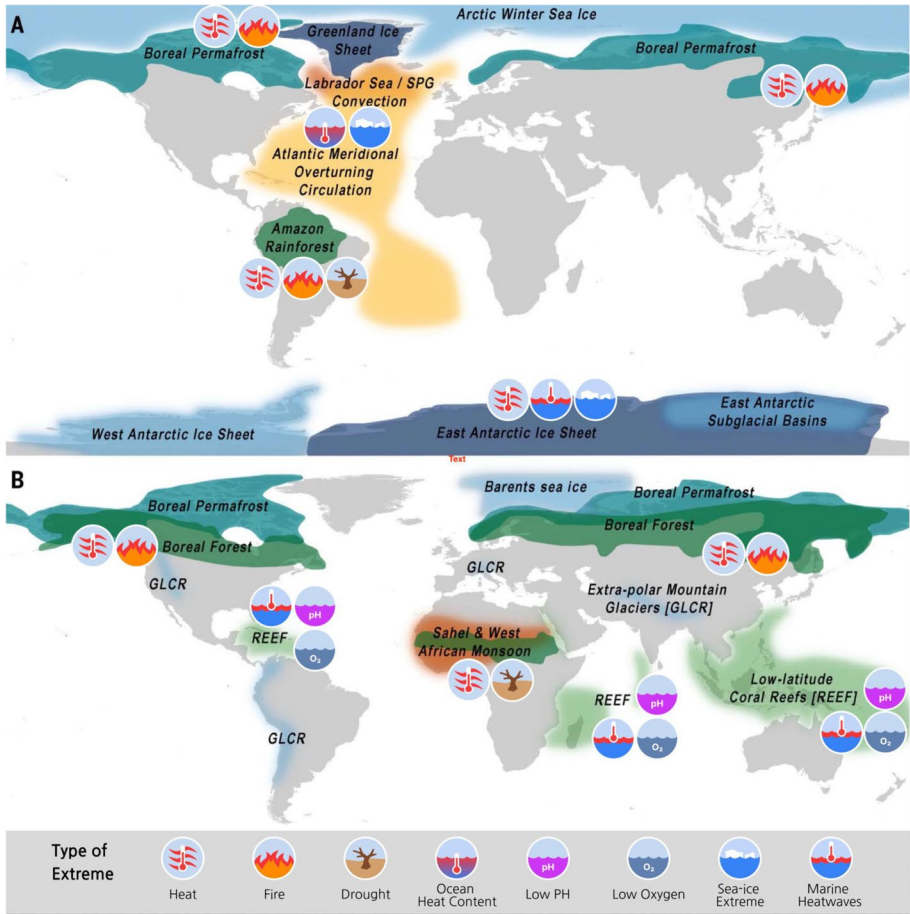 A
Arctic Winter Sea Ice
Greenland Ice
Sheet
Boreal Permafrost
Boreal Permafrost
Labrador Sea / SPG
Convection
Atlantic Meridional
Overturning
Circulation
Amazon
Rainforest
West Antarctic Ice Sheet
East Antarctic Ice Sheet
East Antarctic
Subglacial Basins
Text
B
Barents sea ice
Boreal Permafrost
Boreal Permafrost
Boreal Forest
Boreal Forest
GLCR
GLCR
Extra-polar Mountain
Glaciers [GLCR]
pH
REEF
O₂
Sahel & West
African Monsoon
REEF
pH
O₂
Low-latitude
Coral Reefs [REEF]
pH
O₂
GLCR
Type of
Extreme
pH
O₂
Heat
Fire
Drought
Ocean
Heat Content
Low PH
Low Oxygen
Sea-ice
Extreme
Marine
Heatwaves